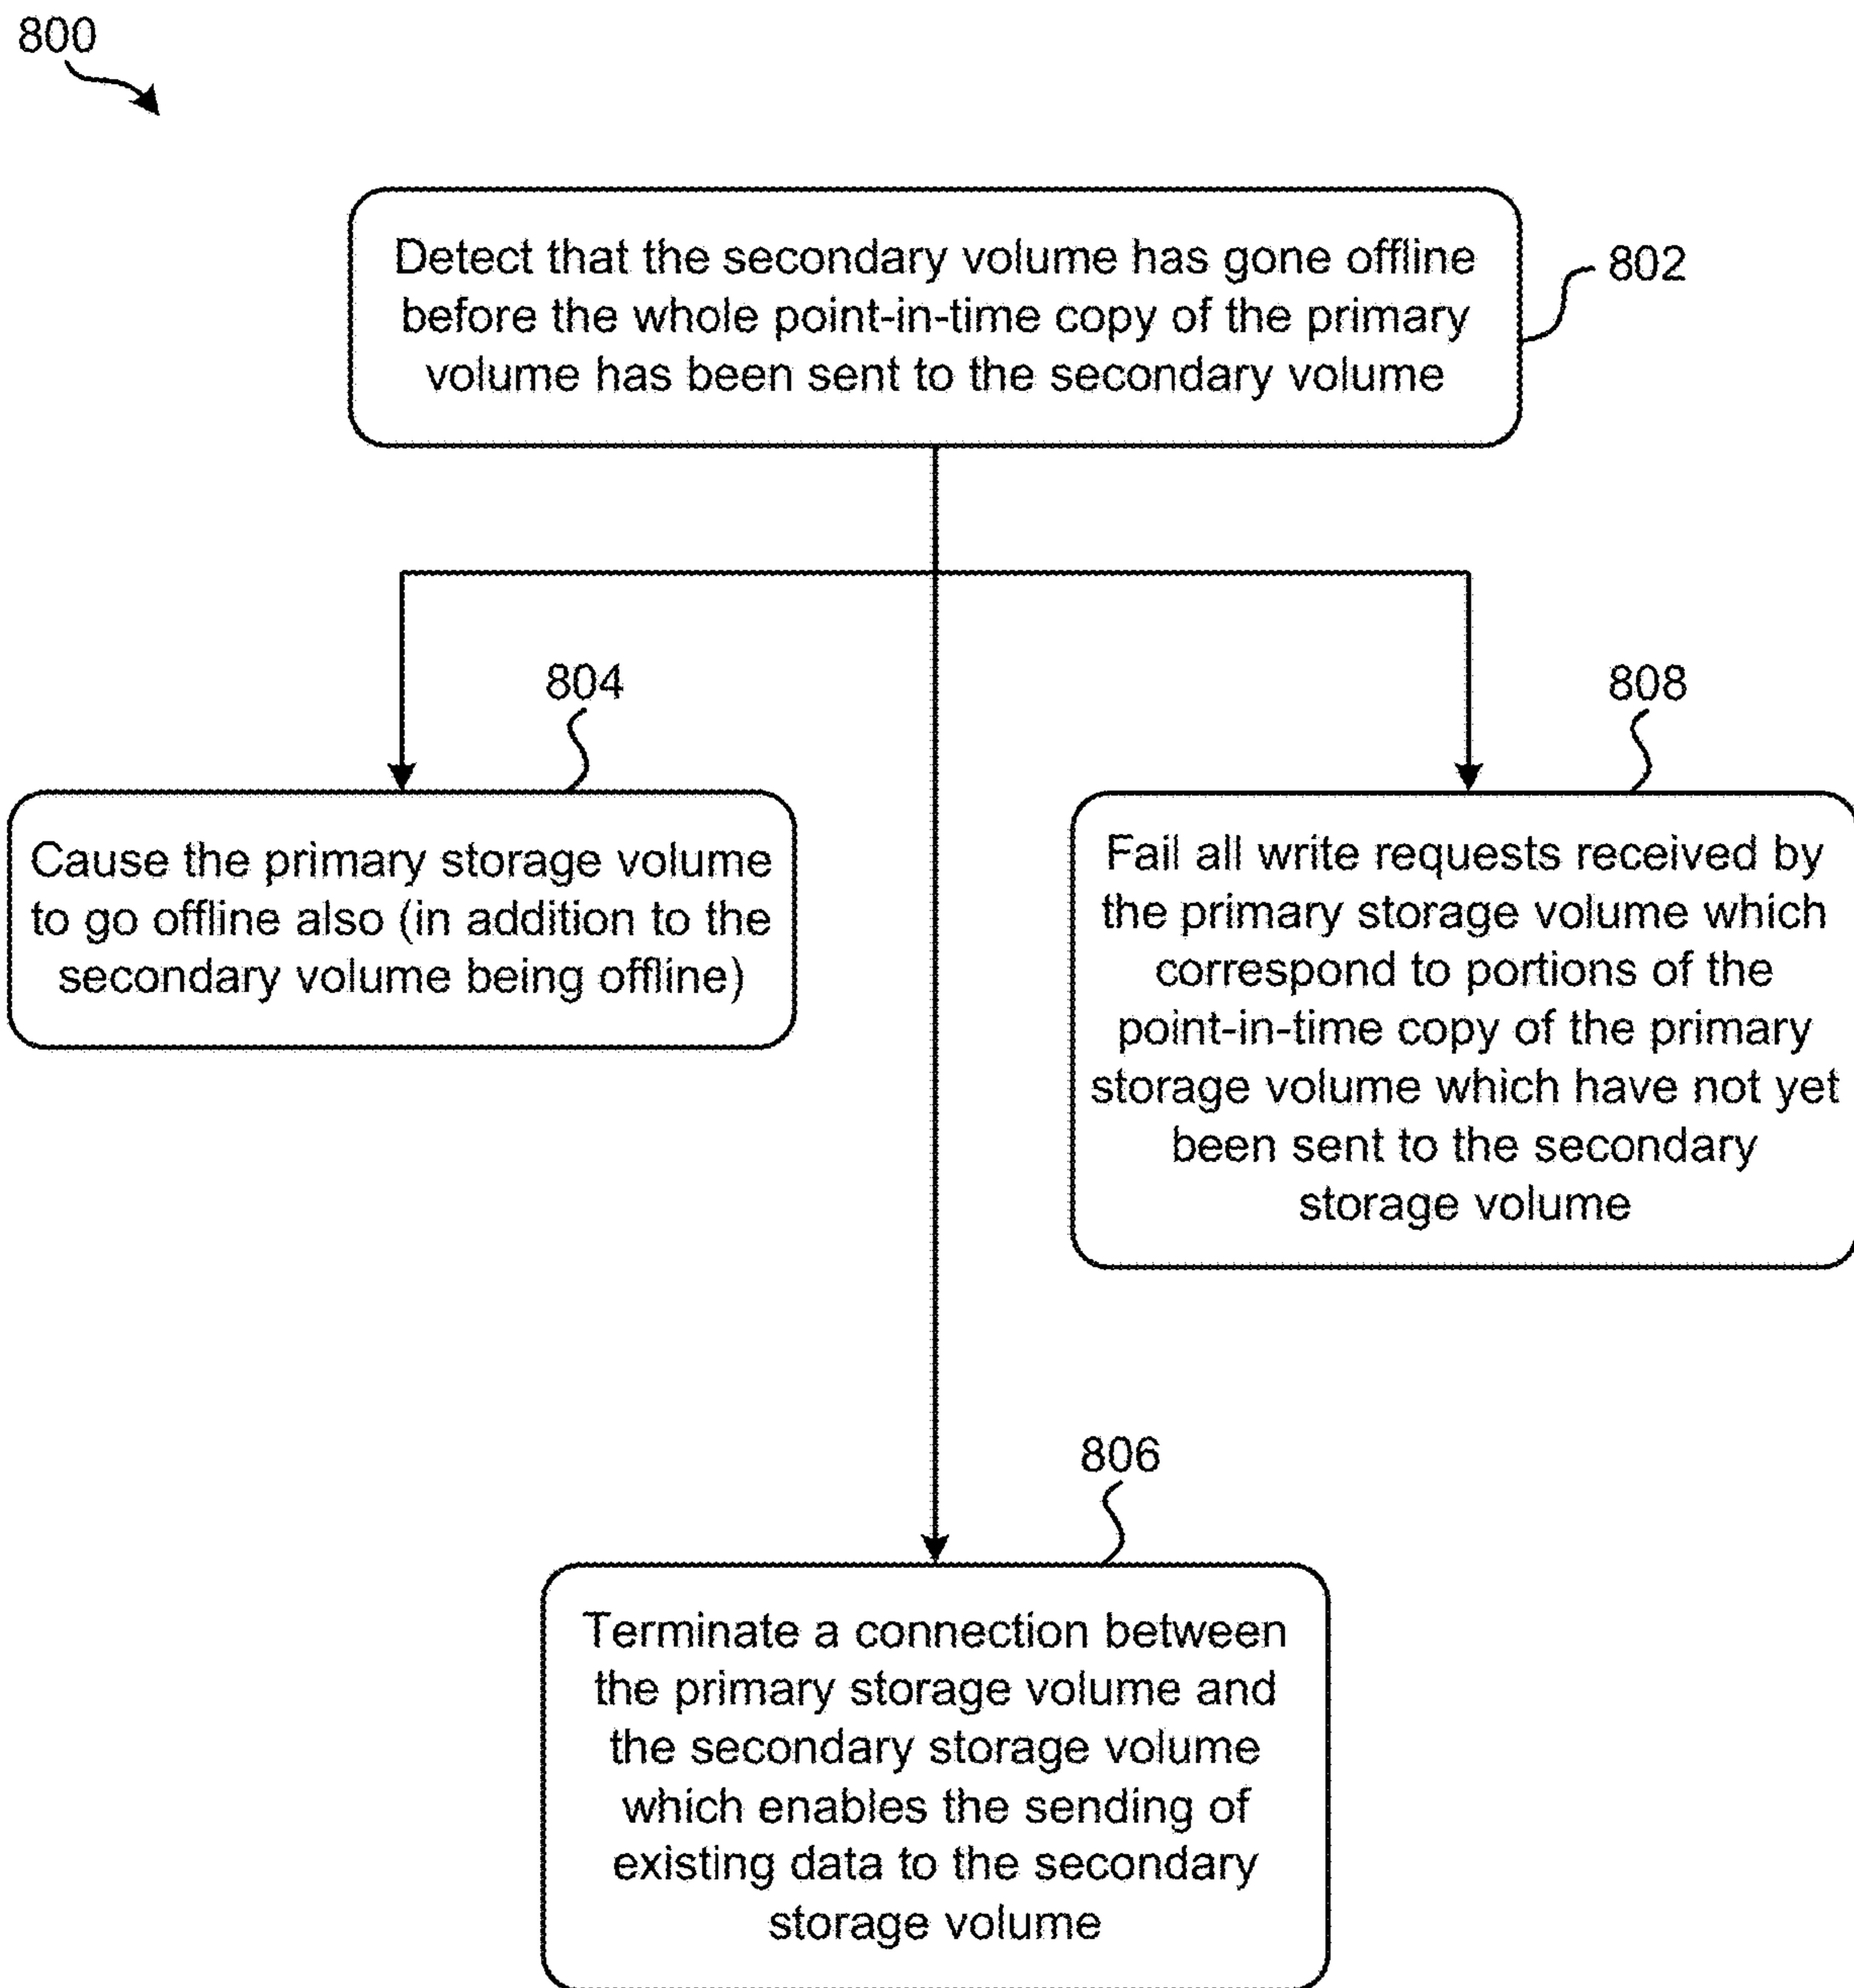 800
Detect that the secondary volume has gone offline
before the whole point-in-time copy of the primary
volume has been sent to the secondary volume
802
804
Cause the primary storage volume
to go offline also (in addition to the
secondary volume being offline)
808
Fail all write requests received by
the primary storage volume which
correspond to portions of the
point-in-time copy of the primary
storage volume which have not yet
been sent to the secondary
storage volume
806
Terminate a connection between
the primary storage volume and
the secondary storage volume
which enables the sending of
existing data to the secondary
storage volume